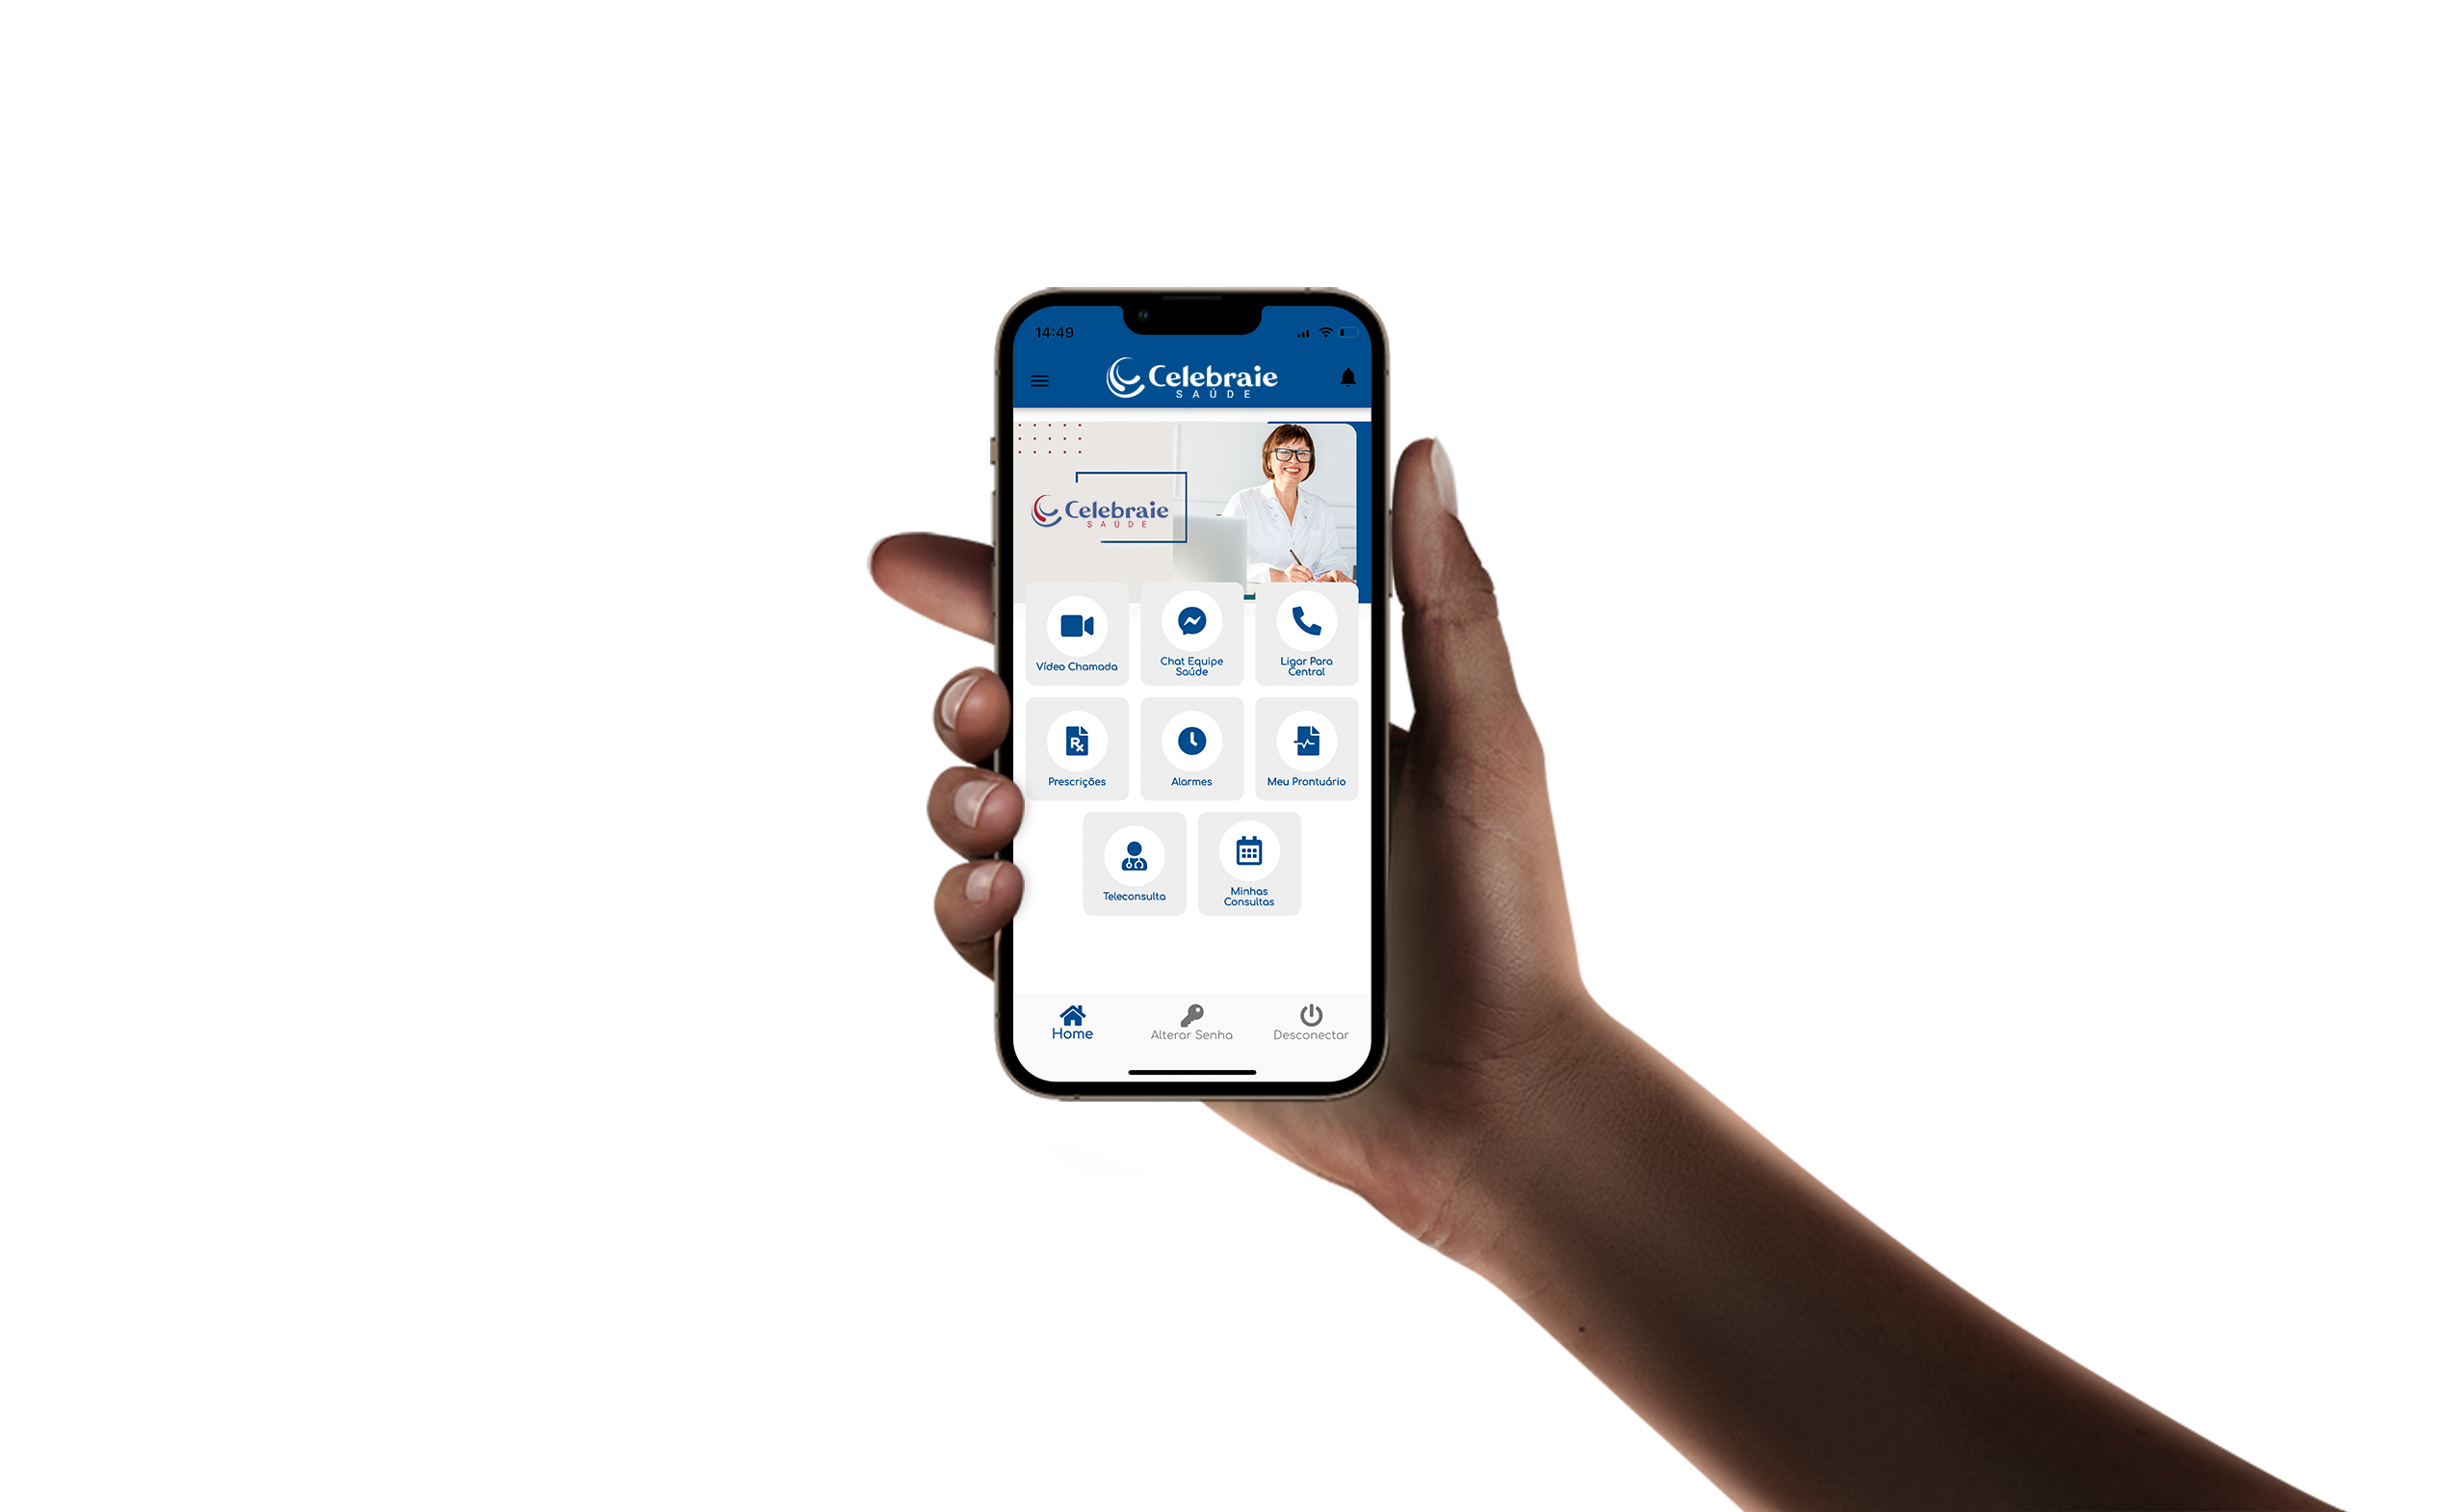 14:49
Celebraie
SAÚDE
Celebraie
SAÚDE
Vídeo Chamada
Chat Equipe
Saúde
Ligar Para
Central
Rx
Prescrições
Alarmes
Meu Prontuário
Teleconsulta
Minhas
Consultas
Home
Alterar Senha
Desconectar